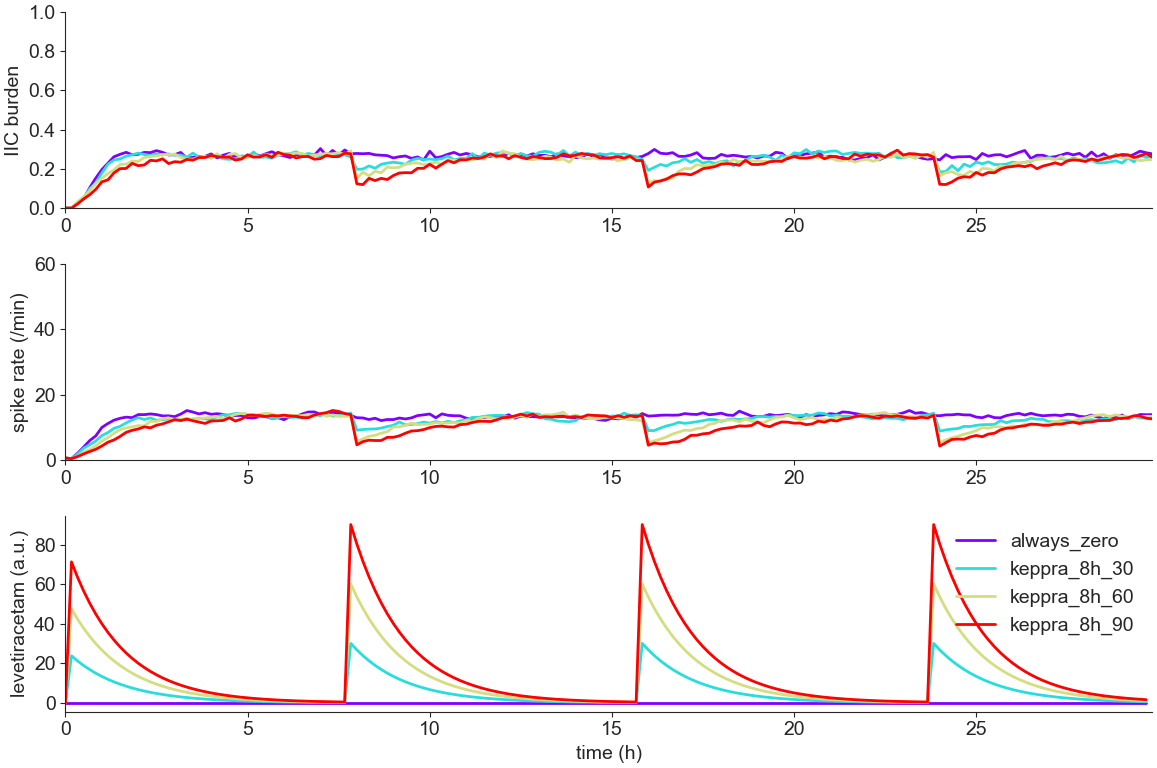 1.0
0.8
0.6
0.4
0.2
0.0
IIC burden
0 5 10 15 20 25
60
40
20
0
spike rate (/min)
0 5 10 15 20 25
80
60
40
20
0
levetiracetam (a.u.)
always_zero
keppra_8h_30
keppra_8h_60
keppra_8h_90
0 5 10 15 20 25
time (h)